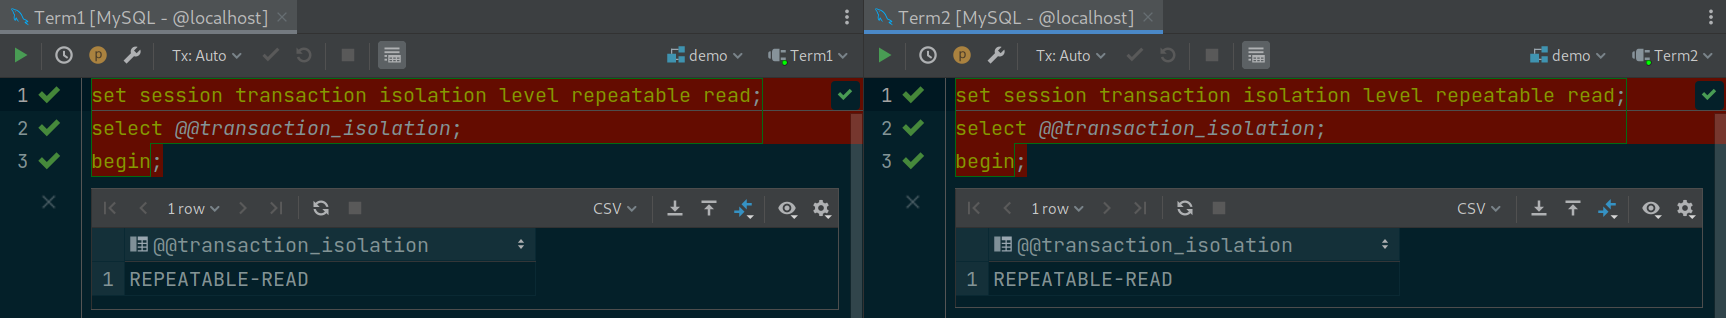 Term1 [MySQL - @localhost]
Tx: Auto
demo
Term1
1 set session transaction isolation level repeatable read;
2 select @@transaction_isolation;
3 begin;
1 row
CSV
@@transaction_isolation
1 REPEATABLE-READ
Term2 [MySQL - @localhost]
Tx: Auto
demo
Term2
1 set session transaction isolation level repeatable read;
2 select @@transaction_isolation;
3 begin;
1 row
CSV
@@transaction_isolation
1 REPEATABLE-READ